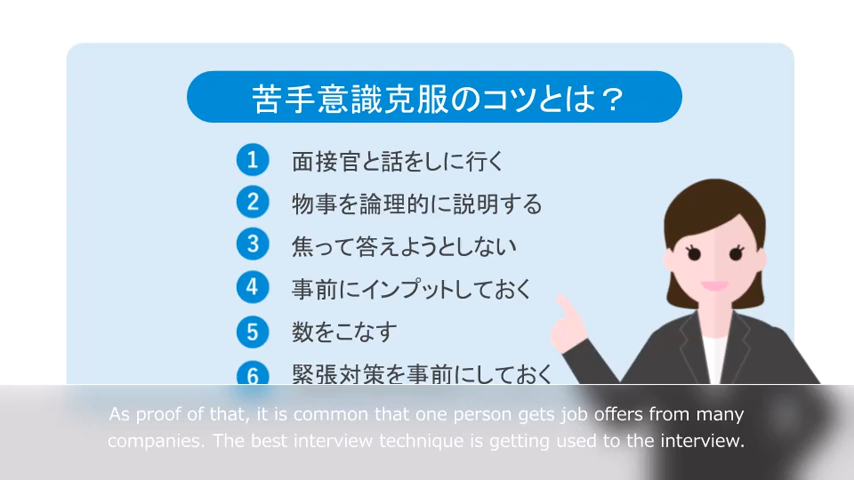 苦手意識克服のコツとは？
1 面接官と話をしに行く
2 物事を論理的に説明する
3 焦って答えようとしない
4 事前にインプットしておく
5 数をこなす
6 緊張対策を事前にしておく
As proof of that, it is common that one person gets job offers from many
companies. The best interview technique is getting used to the interview.